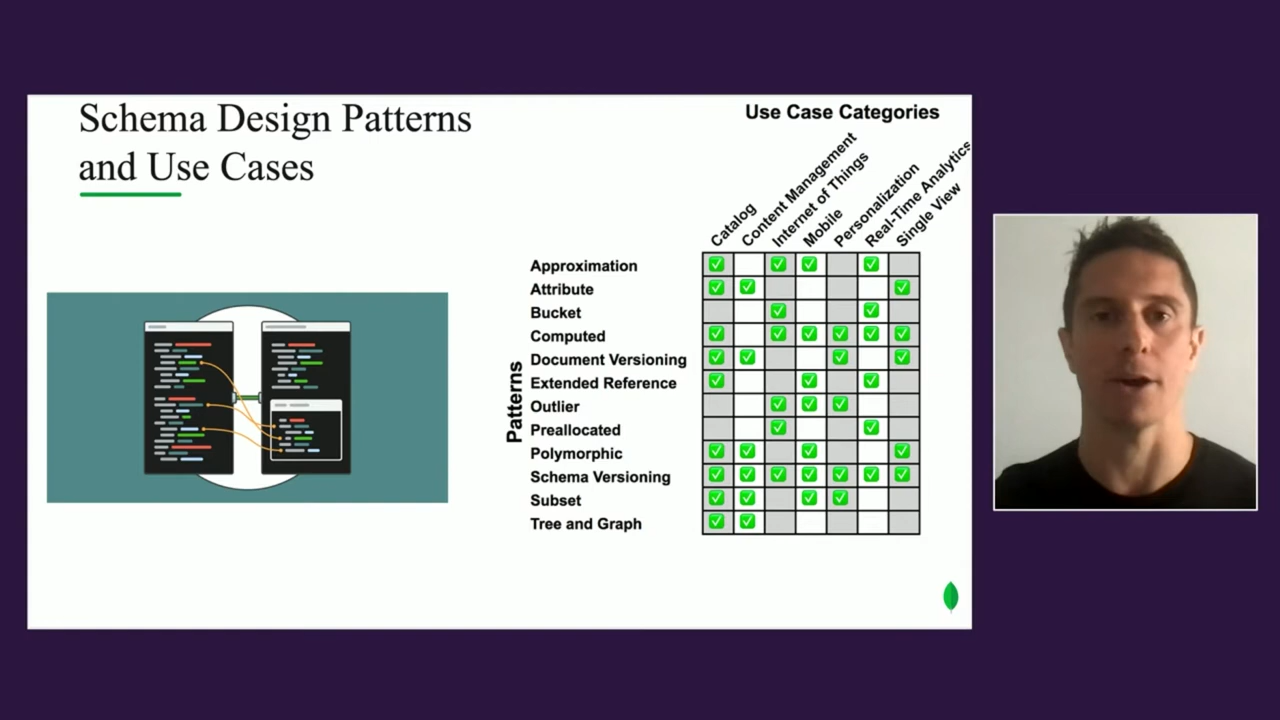 Schema Design Patterns
and Use Cases
Use Case Categories
Catalog
Content Management
Internet of Things
Mobile
Personalization
Real-Time Analytics
Single View
Patterns
Approximation
Attribute
Bucket
Computed
Document Versioning
Extended Reference
Outlier
Preallocated
Polymorphic
Schema Versioning
Subset
Tree and Graph